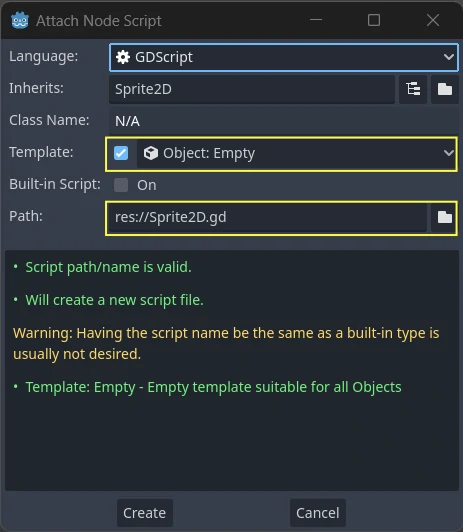 Attach Node Script
Language: GDScript
Inherits: Sprite2D
Class Name: N/A
Template: Object: Empty
Built-in Script: On
Path: res://Sprite2D.gd
• Script path/name is valid.
• Will create a new script file.
Warning: Having the script name be the same as a built-in type is
usually not desired.
• Template: Empty - Empty template suitable for all Objects
Create Cancel